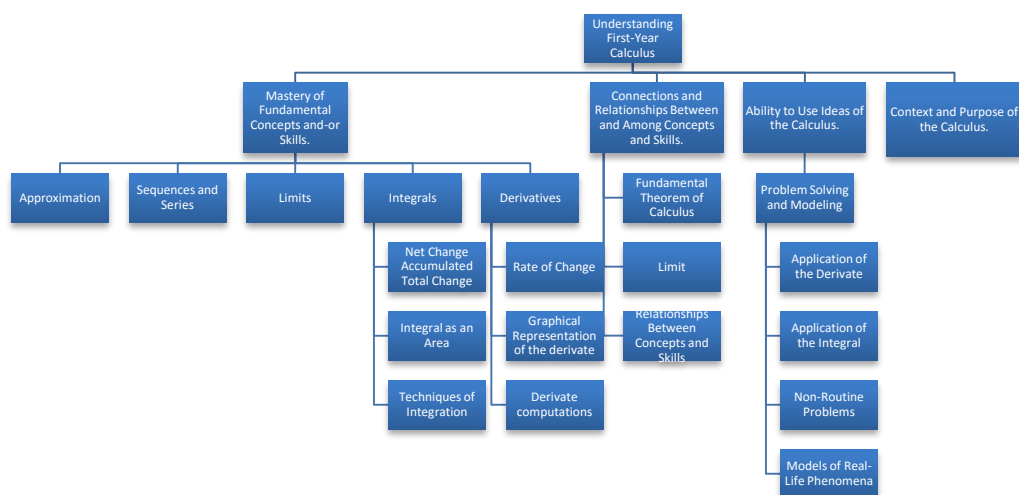 Understanding
First-Year
Calculus
Mastery of
Fundamental
Concepts and-or
Skills.
Connections and
Relationships Between
and Among Concepts
and Skills.
Ability to Use Ideas of
the Calculus.
Context and Purpose of
the Calculus.
Approximation
Sequences and
Series
Limits
Integrals
Derivatives
Fundamental
Theorem of
Calculus
Problem Solving
and Modeling
Net Change
Accumulated
Total Change
Rate of Change
Limit
Application of
the Derivate
Integral as an
Area
Graphical
Representation
of the derivate
Relationships
Between
Concepts and
Skills
Application of
the Integral
Techniques of
Integration
Derivate
computations
Non-Routine
Problems
Models of Real-
Life Phenomena